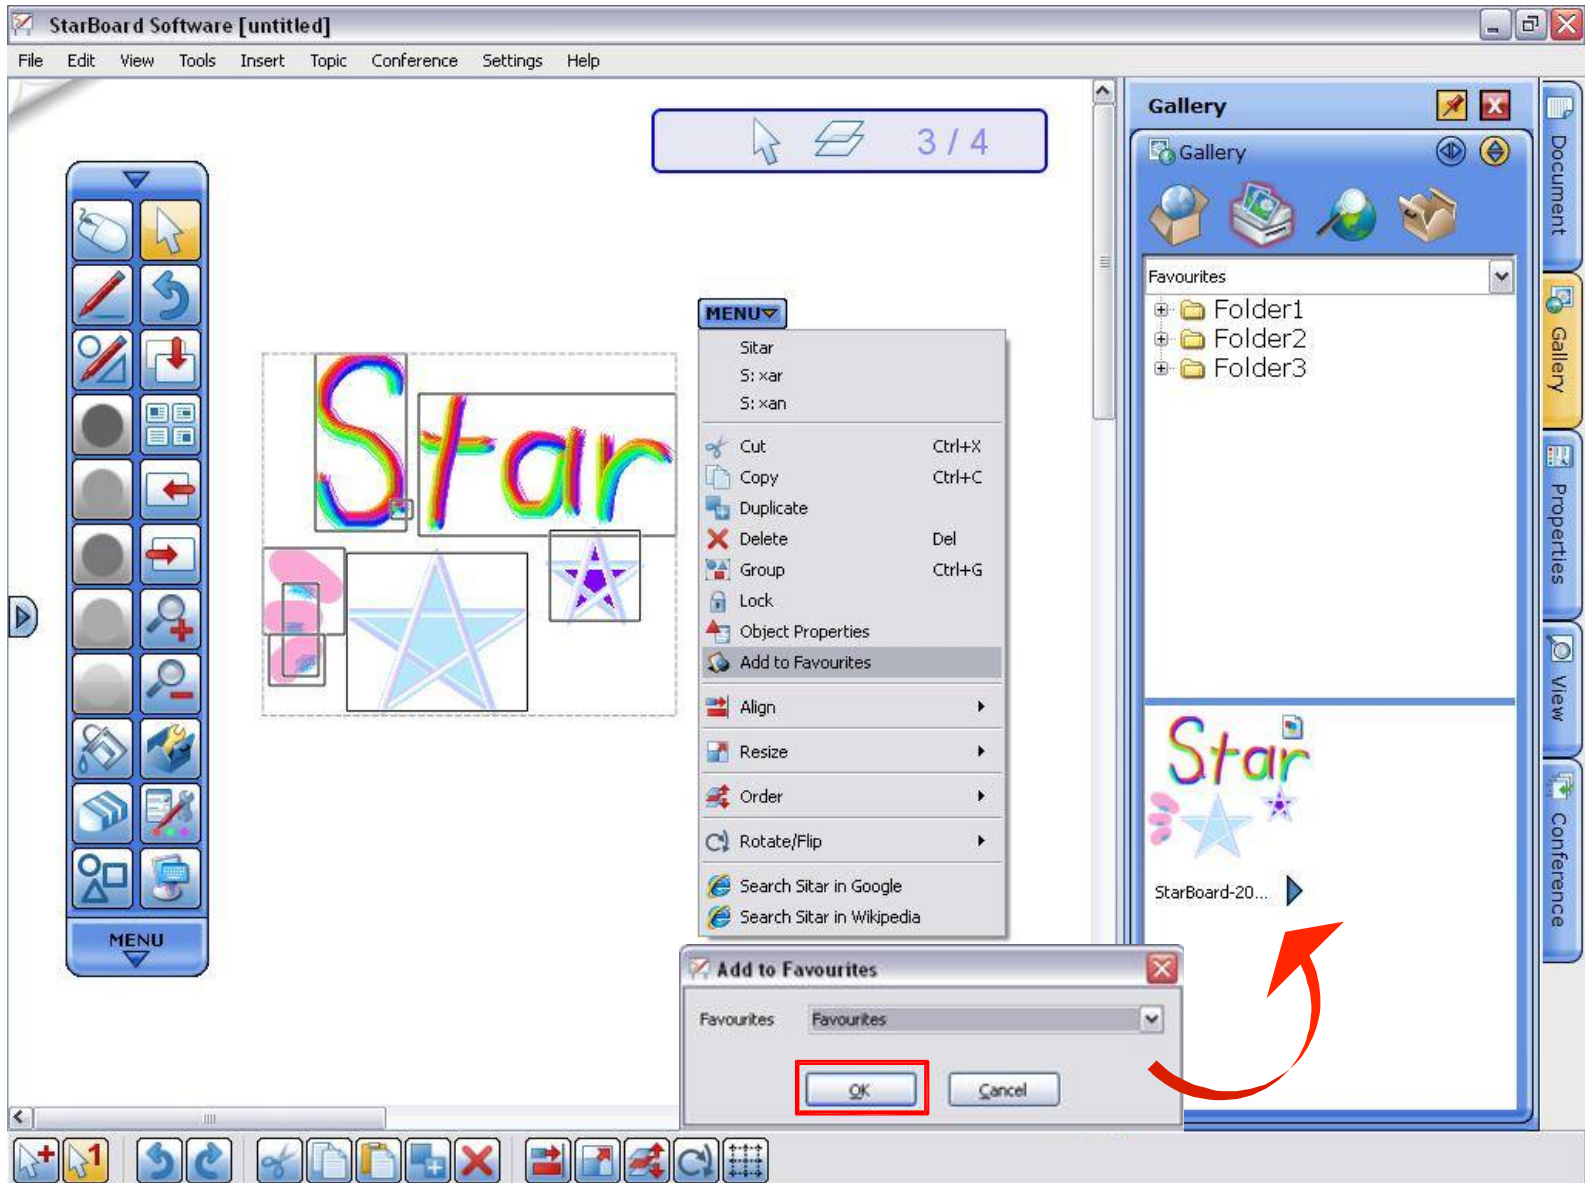 StarBoard Software [untitled]
File Edit View Tools Insert Topic Conference Settings Help
3 / 4
MENU
Star
MENU
Sitar
S: xar
S: xan
Cut Ctrl+X
Copy Ctrl+C
Duplicate
Delete Del
Group Ctrl+G
Lock
Object Properties
Add to Favourites
Align
Resize
Order
Rotate/Flip
Search Sitar in Google
Search Sitar in Wikipedia
Add to Favourites
Favourites Favourites
OK Cancel
Gallery
Gallery
Favourites
Folder1
Folder2
Folder3
Star
StarBoard-20...
Document
Gallery
Properties
View
Conference
1